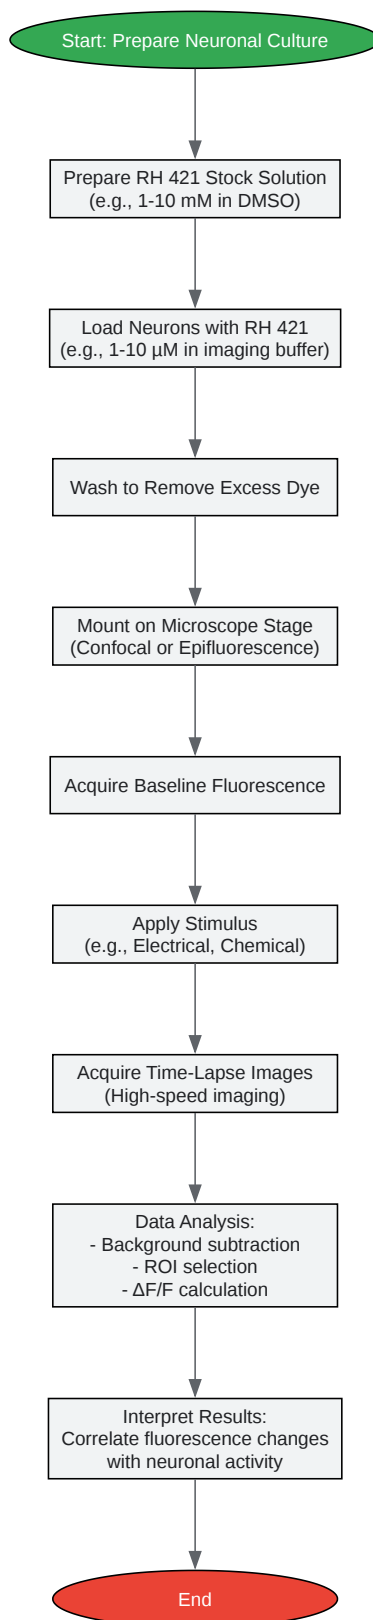 Start: Prepare Neuronal Culture
Prepare RH 421 Stock Solution
(e.g., 1-10 mM in DMSO)
Load Neurons with RH 421
(e.g., 1-10 µM in imaging buffer)
Wash to Remove Excess Dye
Mount on Microscope Stage
(Confocal or Epifluorescence)
Acquire Baseline Fluorescence
Apply Stimulus
(e.g., Electrical, Chemical)
Acquire Time-Lapse Images
(High-speed imaging)
Data Analysis:
- Background subtraction
- ROI selection
- ΔF/F calculation
Interpret Results:
Correlate fluorescence changes
with neuronal activity
End